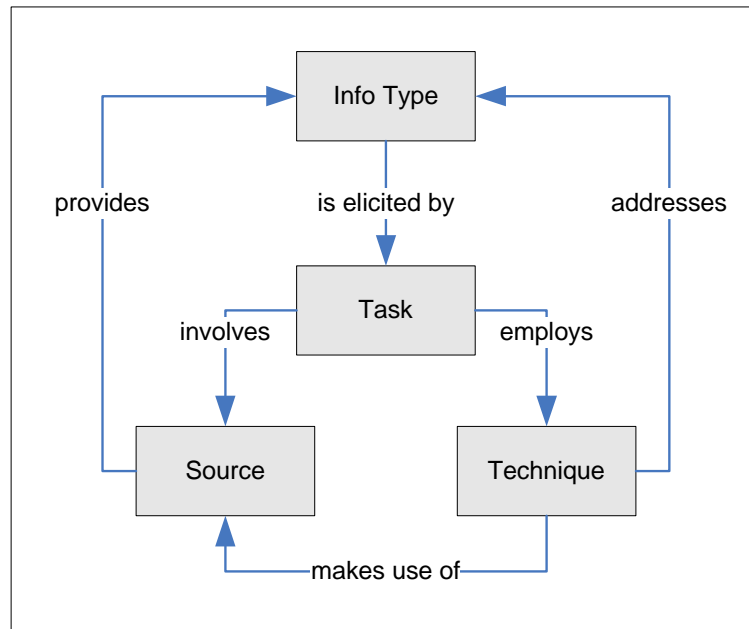 Info Type
provides
is elicited by
addresses
Task
involves
employs
Source
Technique
makes use of